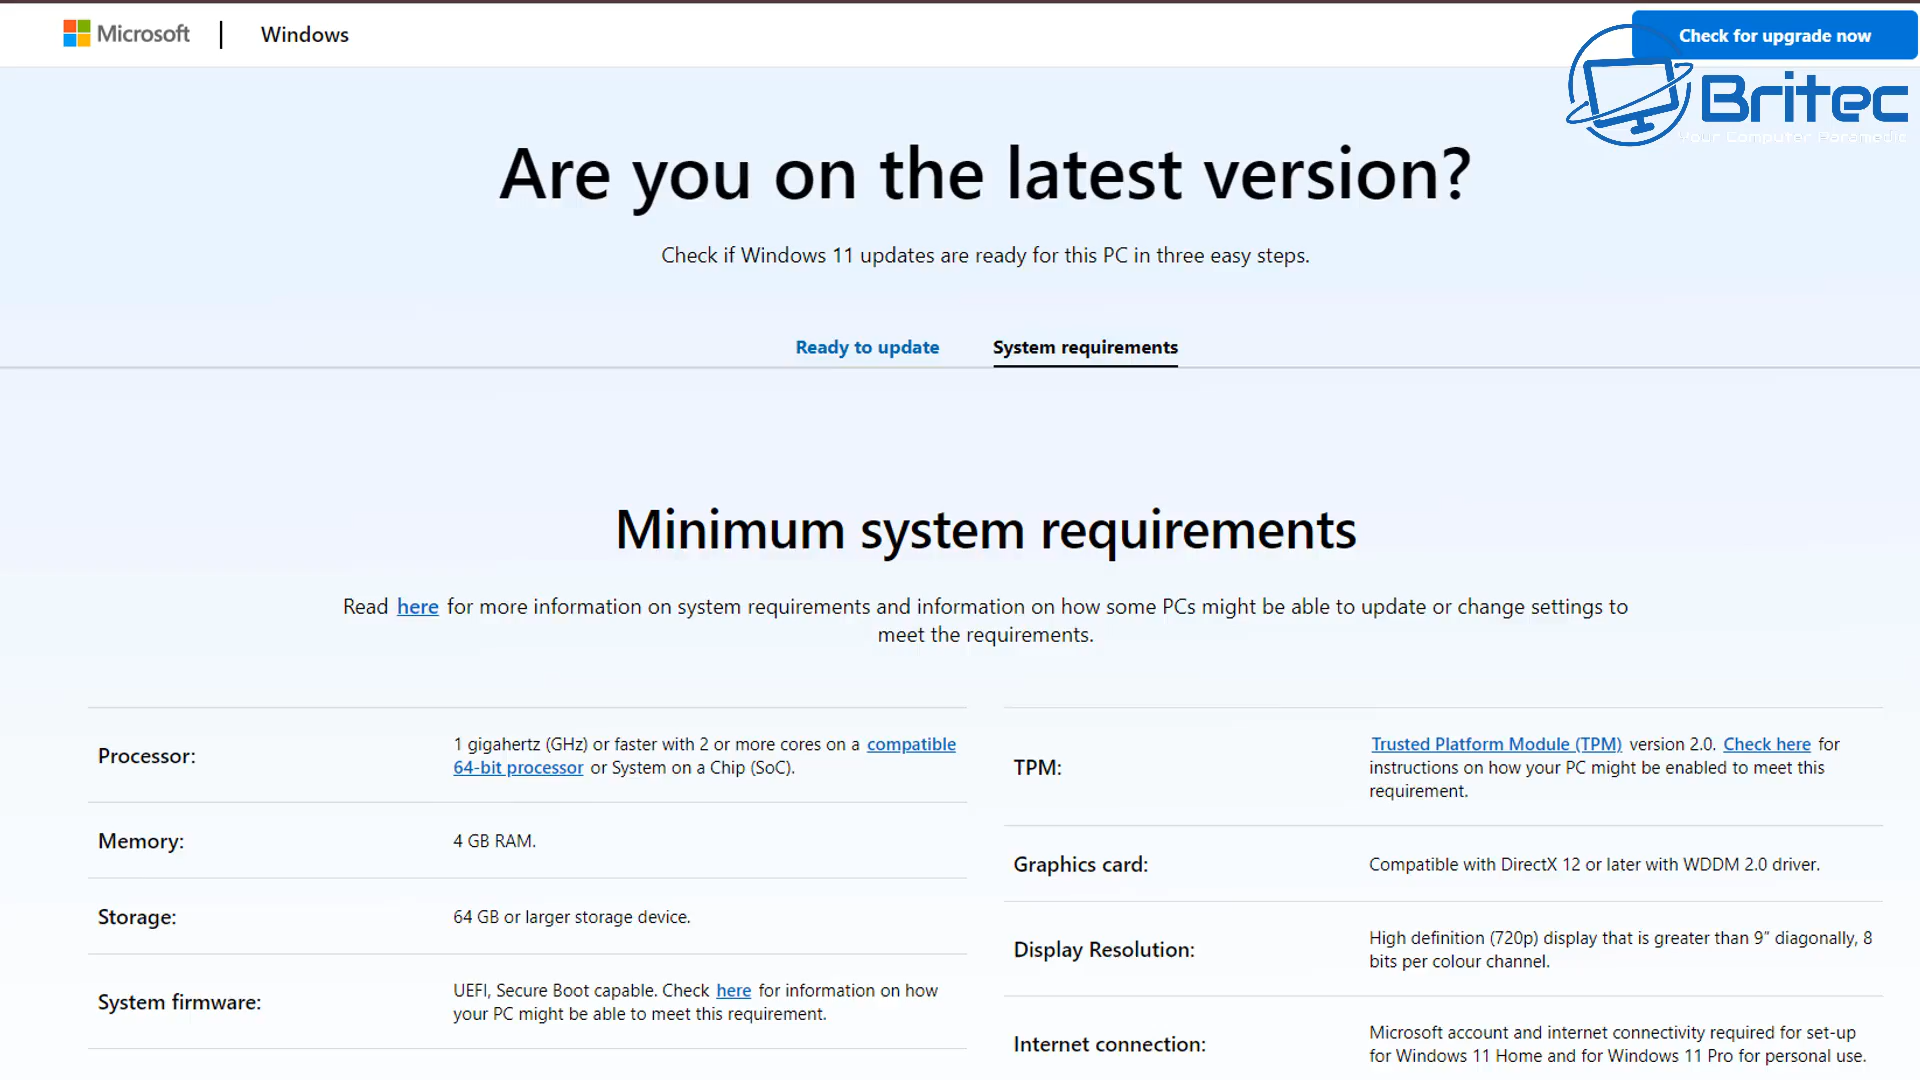 Microsoft | Windows
Check for upgrade now
Britec
Your Computer Paramedic
Are you on the latest version?
Check if Windows 11 updates are ready for this PC in three easy steps.
Ready to update
System requirements
Minimum system requirements
Read here for more information on system requirements and information on how some PCs might be able to update or change settings to
meet the requirements.
Processor:
1 gigahertz (GHz) or faster with 2 or more cores on a compatible
64-bit processor or System on a Chip (SoC).
Memory:
4 GB RAM.
Storage:
64 GB or larger storage device.
System firmware:
UEFI, Secure Boot capable. Check here for information on how
your PC might be able to meet this requirement.
TPM:
Trusted Platform Module (TPM) version 2.0. Check here for
instructions on how your PC might be enabled to meet this
requirement.
Graphics card:
Compatible with DirectX 12 or later with WDDM 2.0 driver.
Display Resolution:
High definition (720p) display that is greater than 9” diagonally, 8
bits per colour channel.
Internet connection:
Microsoft account and internet connectivity required for set-up
for Windows 11 Home and for Windows 11 Pro for personal use.